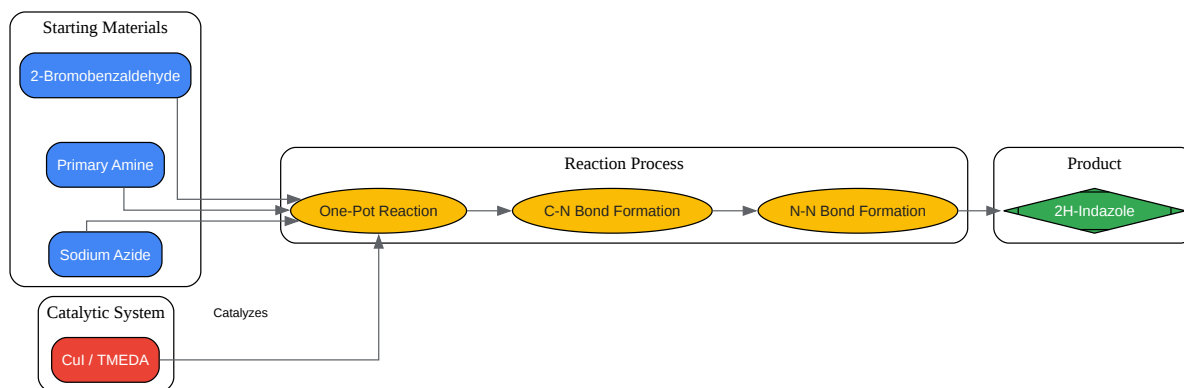 Starting Materials
2-Bromobenzaldehyde
Primary Amine
Sodium Azide
Catalytic System
CuI / TMEDA
Catalyzes
Reaction Process
One-Pot Reaction
C-N Bond Formation
N-N Bond Formation
Product
2H-Indazole